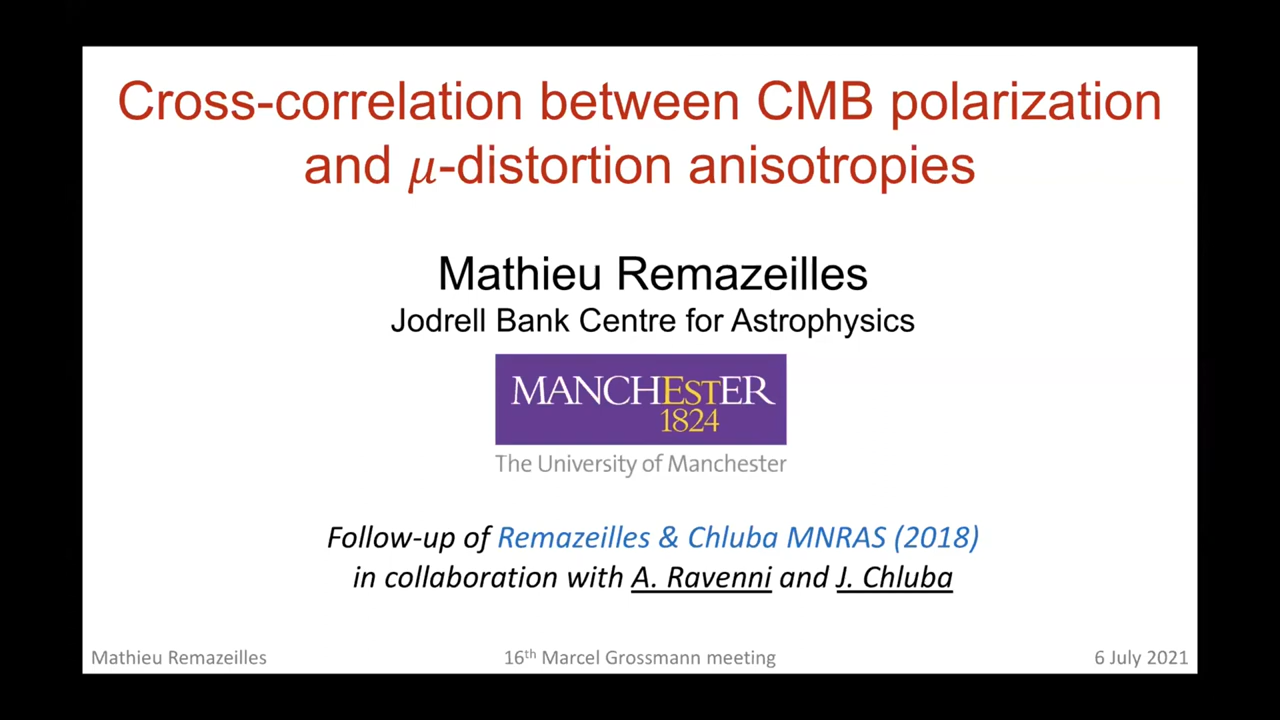 Cross-correlation between CMB polarization
and μ-distortion anisotropies
Mathieu Remazeilles
Jodrell Bank Centre for Astrophysics
MANCHESTER
1824
The University of Manchester
Follow-up of Remazeilles & Chluba MNRAS (2018)
in collaboration with A. Ravenni and J. Chluba
Mathieu Remazeilles 16th Marcel Grossmann meeting 6 July 2021